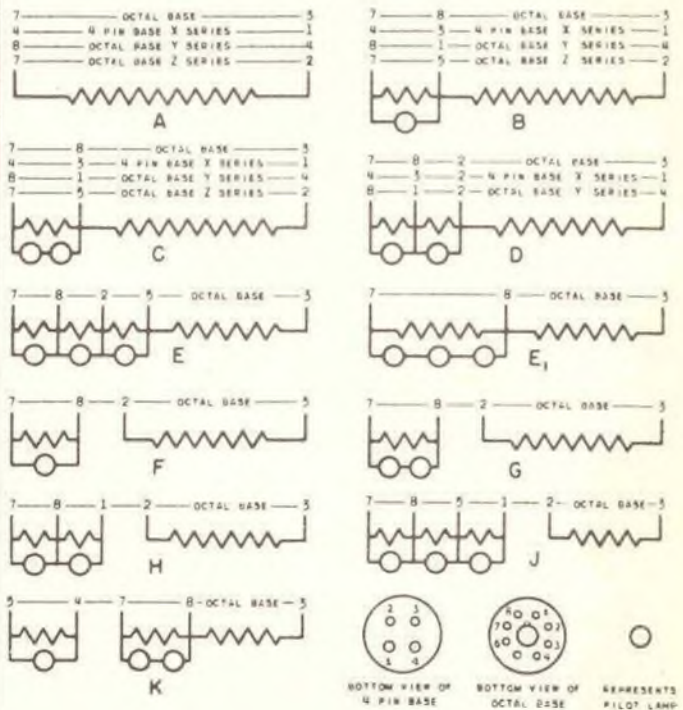 7 OCTAL BASE 3
4 4 PIN BASE X SERIES 1
8 OCTAL BASE Y SERIES 4
7 OCTAL BASE Z SERIES 2
A
7 8 OCTAL BASE 3
4 3 4 PIN BASE X SERIES 1
8 1 OCTAL BASE Y SERIES 4
7 5 OCTAL BASE Z SERIES 2
B
7 8 OCTAL BASE 3
4 3 4 PIN BASE X SERIES 1
8 1 OCTAL BASE Y SERIES 4
7 5 OCTAL BASE Z SERIES 2
C
7 8 2 OCTAL BASE 3
4 3 2 4 PIN BASE X SERIES 1
8 1 2 OCTAL BASE Y SERIES 4
D
7 8 2 5 OCTAL BASE 3
E
7 8 OCTAL BASE 3
E1
7 8 2 OCTAL BASE 3
F
7 8 2 OCTAL BASE 3
G
7 8 1 2 OCTAL BASE 3
H
7 8 5 1 2 OCTAL BASE 3
J
5 4 7 8 OCTAL BASE 3
K
2 3
1 4
BOTTOM VIEW OF
4 PIN BASE
8 1
7 2
6 3
5 4
BOTTOM VIEW OF
OCTAL BASE
REPRESENTS
PILOT LAMP